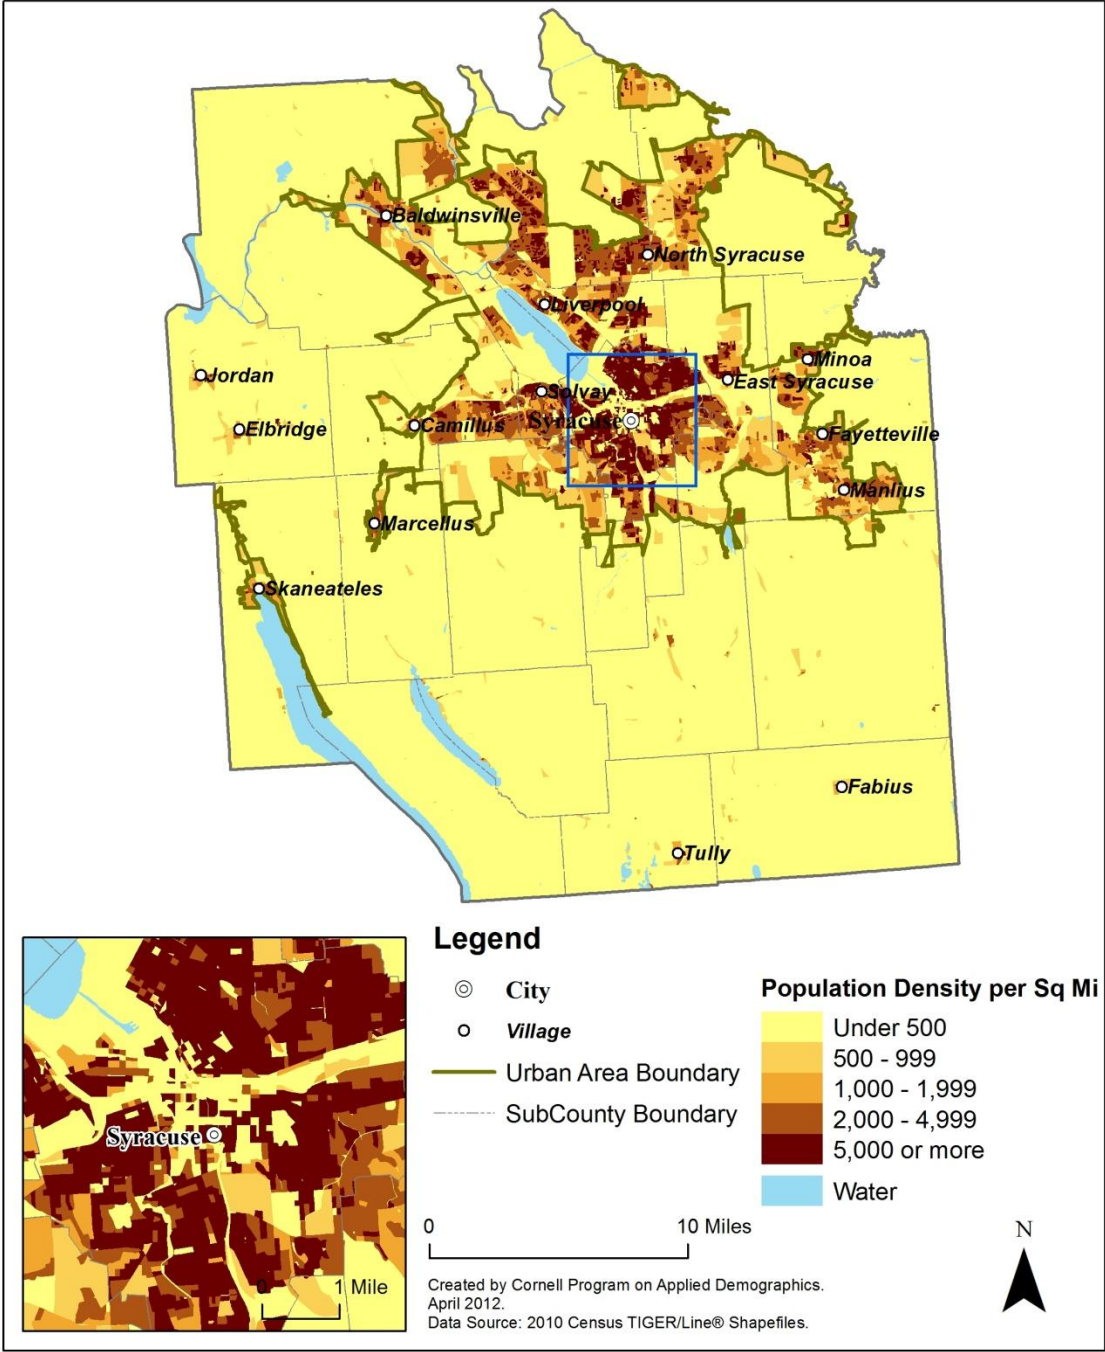 Baldwinsville
North Syracuse
Liverpool
Minoa
Jordan
East Syracuse
Solvay
Syracuse
Elbridge
Camillus
Fayetteville
Manlius
Marcellus
Skaneateles
Fabius
Tully
Legend
City
Village
Urban Area Boundary
SubCounty Boundary
Population Density per Sq Mi
Under 500
500 - 999
1,000 - 1,999
2,000 - 4,999
5,000 or more
Water
Syracuse
0 1 Mile
0 10 Miles
N
Created by Cornell Program on Applied Demographics.
April 2012.
Data Source: 2010 Census TIGER/Line® Shapefiles.